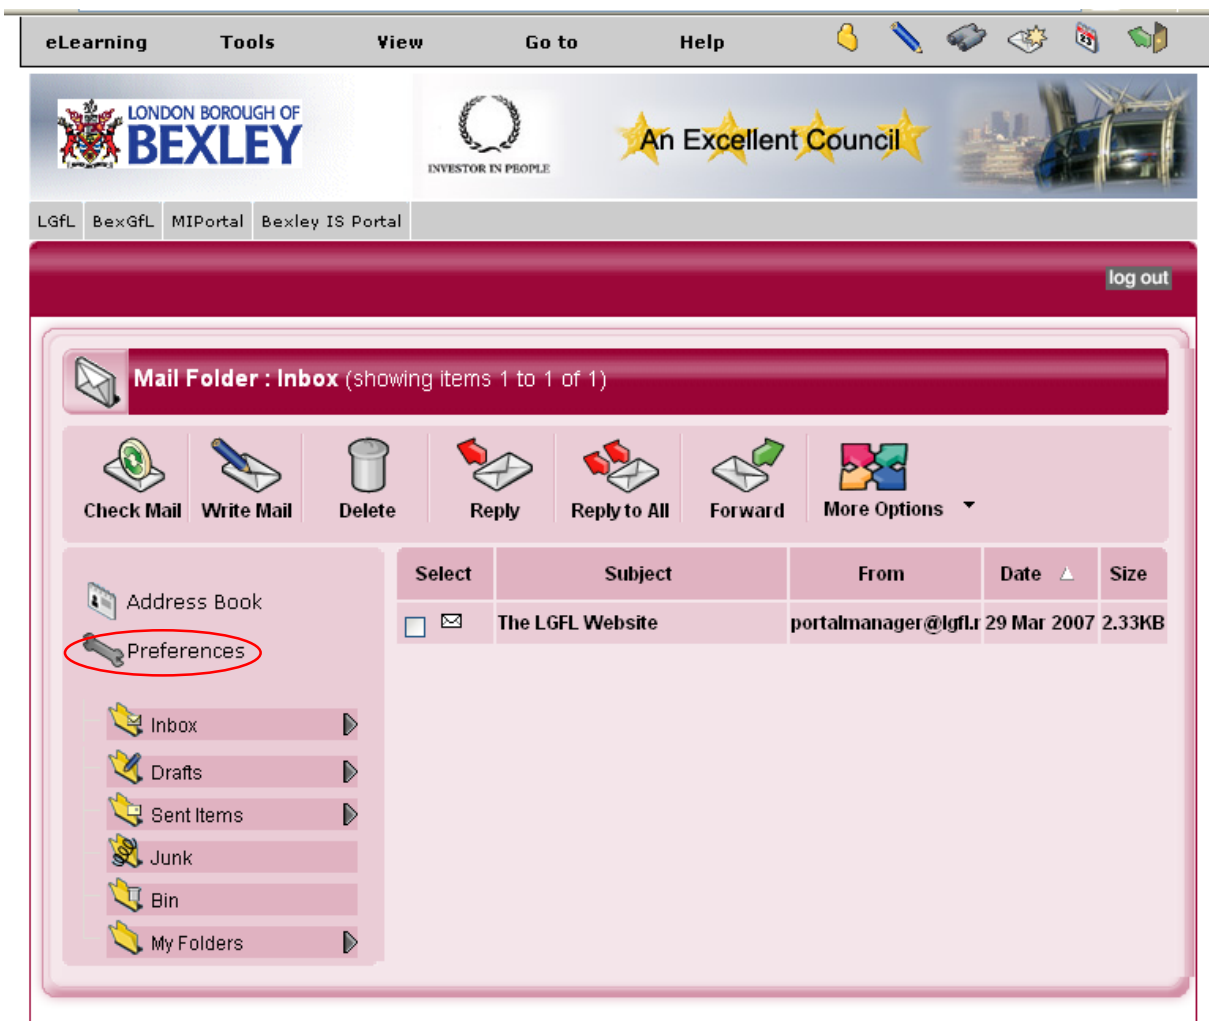 eLearning Tools View Go to Help
23
LONDON BOROUGH OF
BEXLEY
INVESTOR IN PEOPLE
An Excellent Council
LGfL BexGfL MIPortal Bexley IS Portal
log out
Mail Folder : Inbox (showing items 1 to 1 of 1)
Check Mail Write Mail Delete Reply Reply to All Forward More Options
Address Book
Preferences
Inbox
Drafts
Sent Items
Junk
Bin
My Folders
Select Subject From Date Size
The LGFL Website portalmanager@lgfl.r 29 Mar 2007 2.33KB